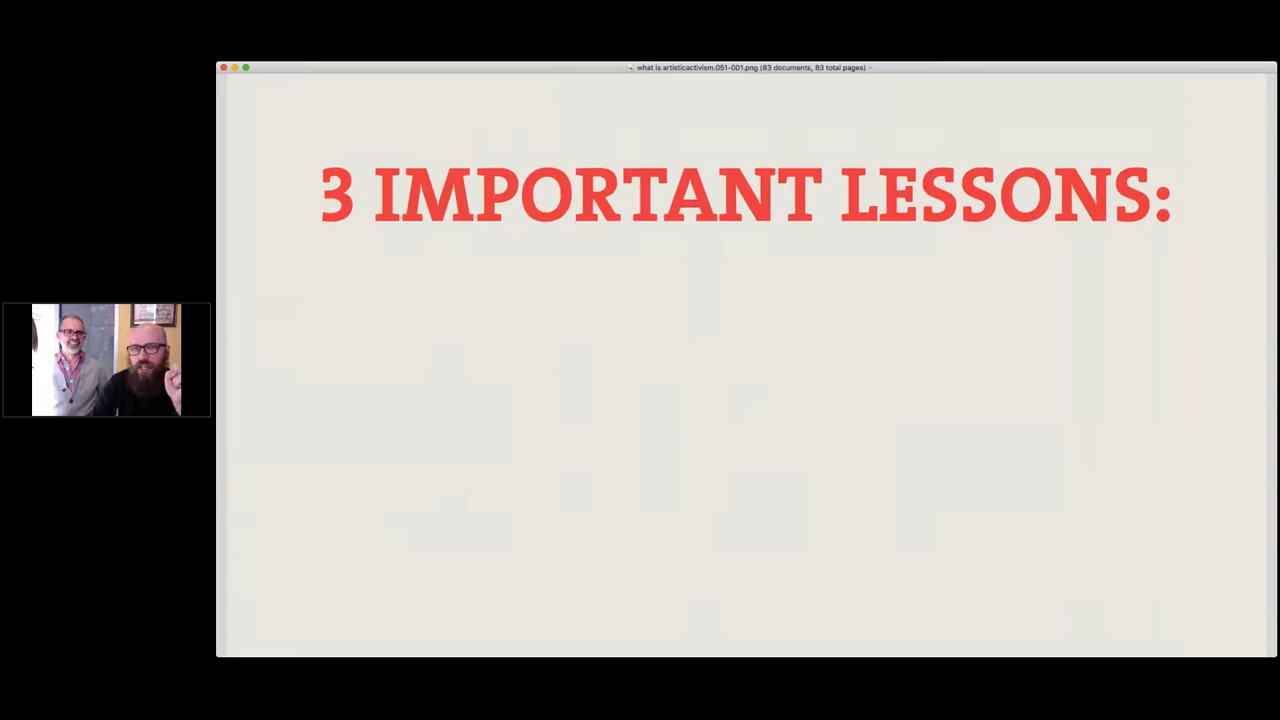 what is artisticactivism.051-001.png (83 documents, 83 total pages)
3 IMPORTANT LESSONS: